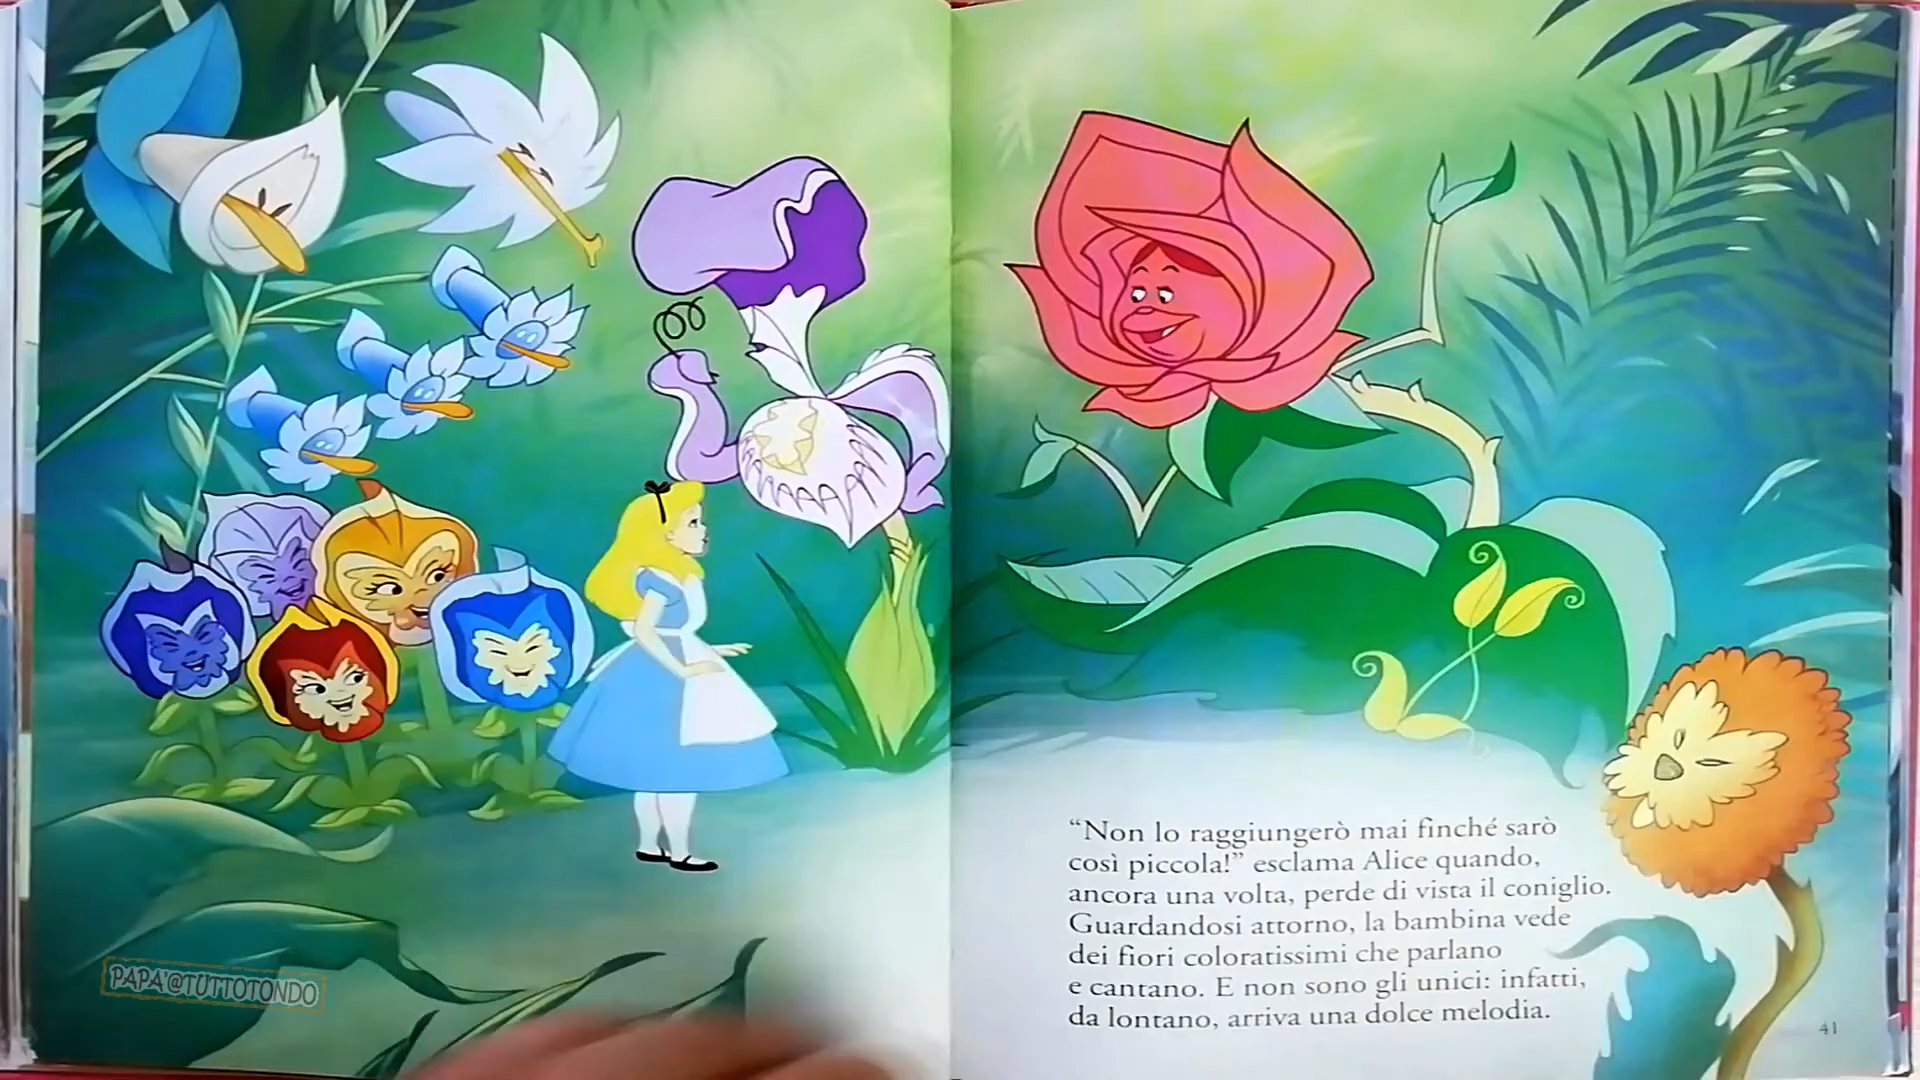 PAPA'@TUTTOTONDO
“Non lo raggiungerò mai finché sarò
così piccola!” esclama Alice quando,
ancora una volta, perde di vista il coniglio.
Guardandosi attorno, la bambina vede
dei fiori coloratissimi che parlano
e cantano. E non sono gli unici: infatti,
da lontano, arriva una dolce melodia.
41